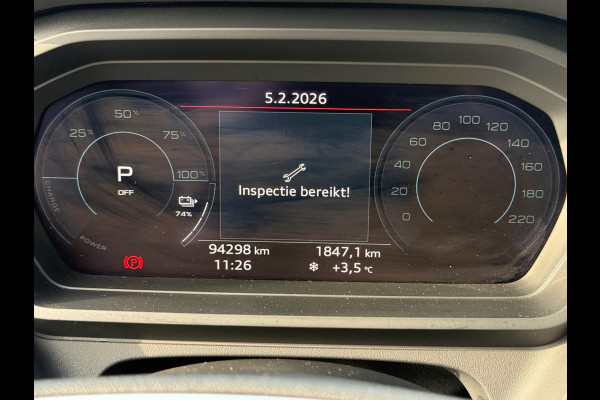 5.2.2026
50%
25%
75%
100%
P
OFF
74%
CHARGE
POWER
Inspectie bereikt!
100
80
120
60
140
40
160
20
180
0
220
200
94298 km
1847,1 km
11:26
+3,5 °C
P